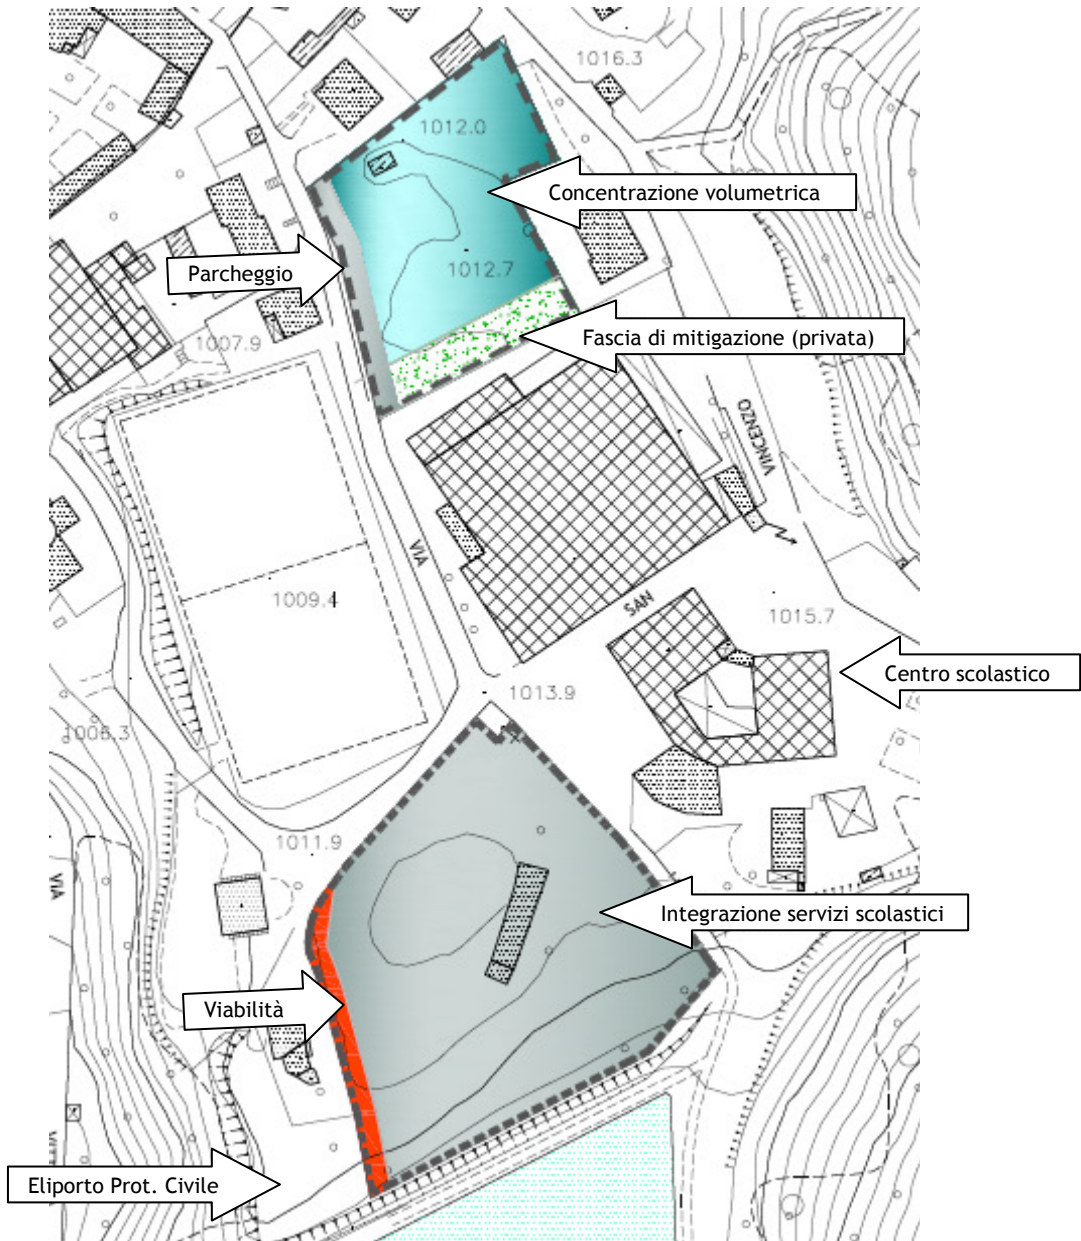 1016.3
1012.0
Concentrazione volumetrica
Parcheggio
1012.7
Fascia di mitigazione (privata)
1007.9
VINCENZO
VIA
1009.4
SAN
1015.7
Centro scolastico
1013.9
1006.3
1011.9
VIA
Integrazione servizi scolastici
Viabilità
Eliporto Prot. Civile